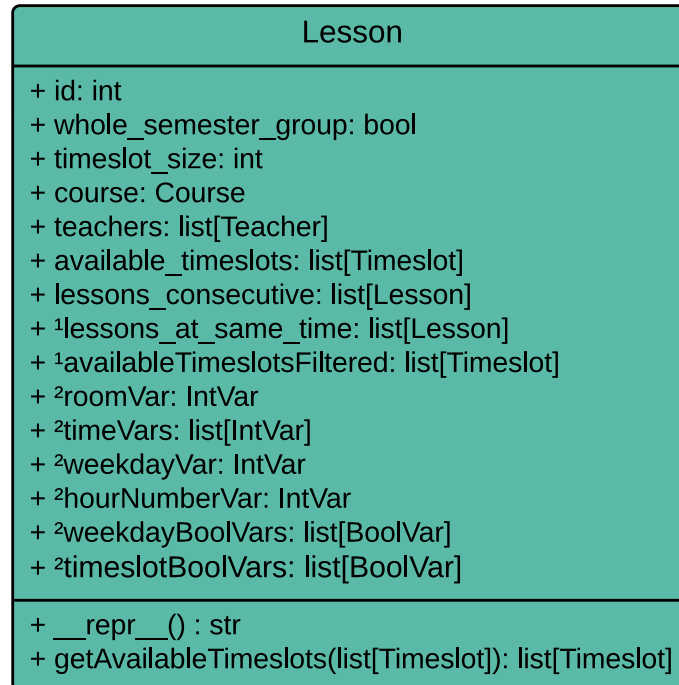 Lesson
+ id: int
+ whole_semester_group: bool
+ timeslot_size: int
+ course: Course
+ teachers: list[Teacher]
+ available_timeslots: list[Timeslot]
+ lessons_consecutive: list[Lesson]
+ ¹lessons_at_same_time: list[Lesson]
+ ¹availableTimeslotsFiltered: list[Timeslot]
+ ²roomVar: IntVar
+ ²timeVars: list[IntVar]
+ ²weekdayVar: IntVar
+ ²hourNumberVar: IntVar
+ ²weekdayBoolVars: list[BoolVar]
+ ²timeslotBoolVars: list[BoolVar]
+ __repr__() : str
+ getAvailableTimeslots(list[Timeslot]): list[Timeslot]